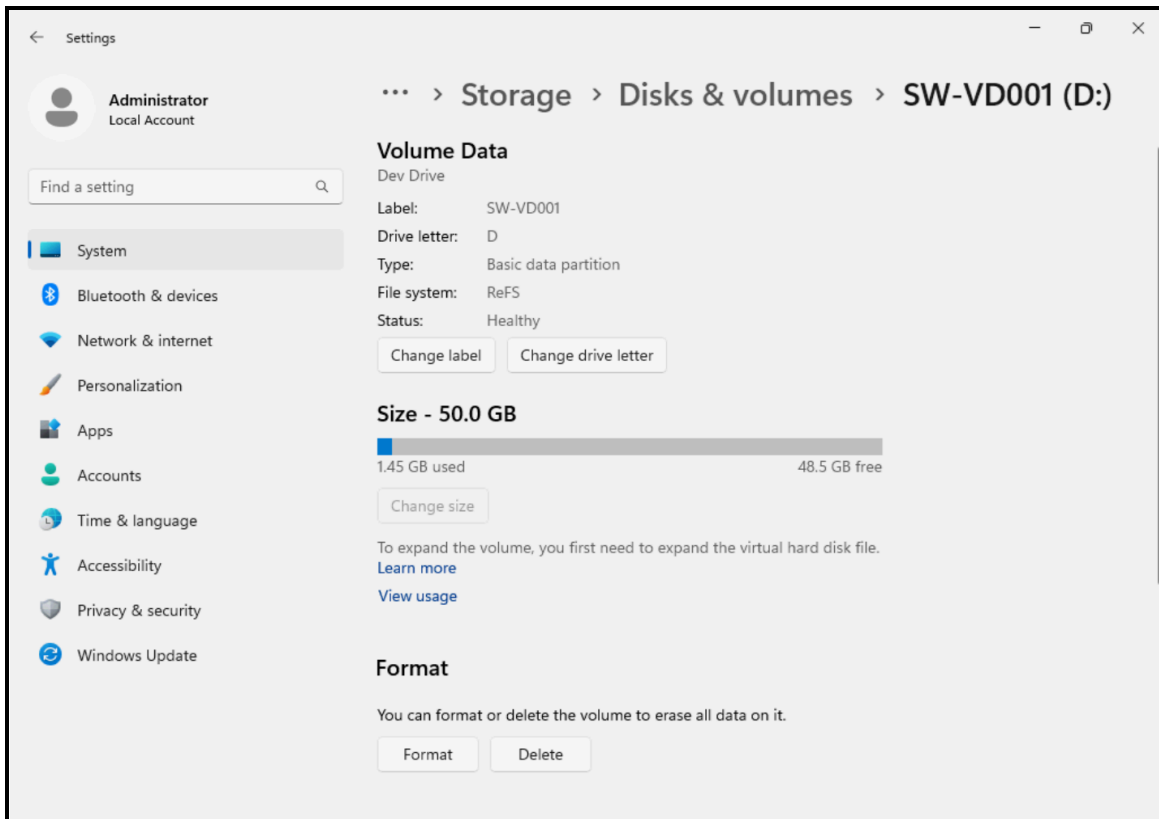 Settings
Administrator
Local Account
Find a setting
System
Bluetooth & devices
Network & internet
Personalization
Apps
Accounts
Time & language
Accessibility
Privacy & security
Windows Update
··· > Storage > Disks & volumes > SW-VD001 (D:)
Volume Data
Dev Drive
Label: SW-VD001
Drive letter: D
Type: Basic data partition
File system: ReFS
Status: Healthy
Change label Change drive letter
Size - 50.0 GB
1.45 GB used 48.5 GB free
Change size
To expand the volume, you first need to expand the virtual hard disk file.
Learn more
View usage
Format
You can format or delete the volume to erase all data on it.
Format Delete